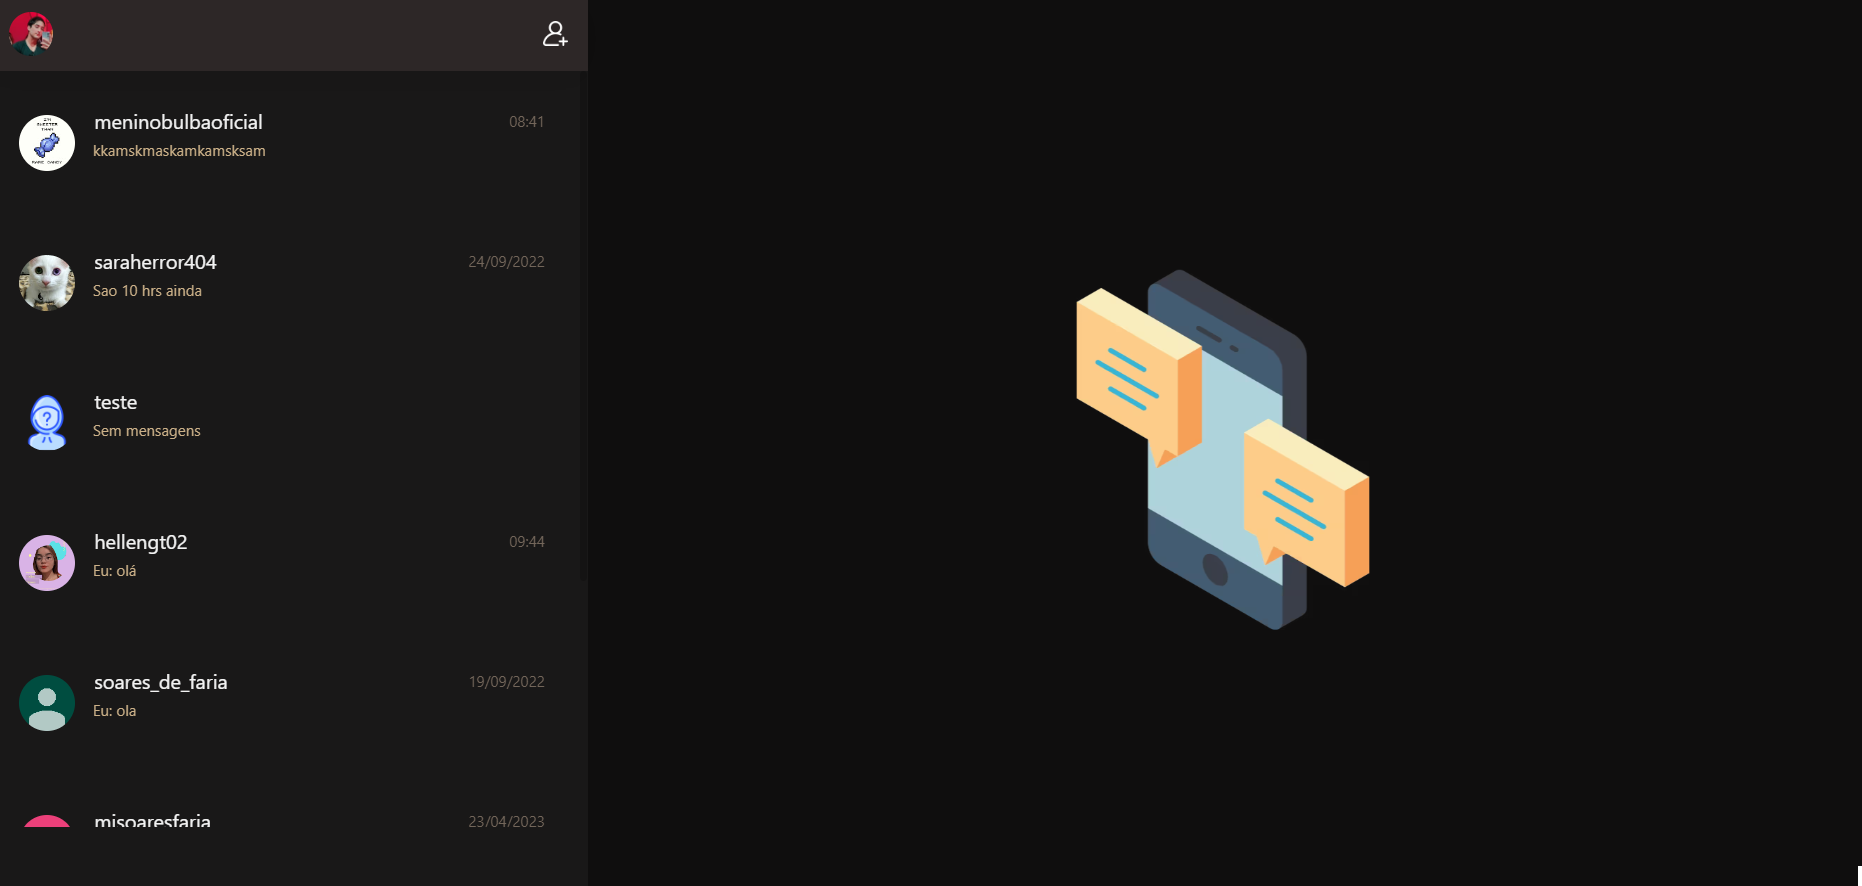 meninobulbaoficial
08:41
kkamskmaskamkamsksam
saraherror404
24/09/2022
Sao 10 hrs ainda
teste
Sem mensagens
hellengt02
09:44
Eu: olá
soares_de_faria
19/09/2022
Eu: ola
misoaresfaria
23/04/2023